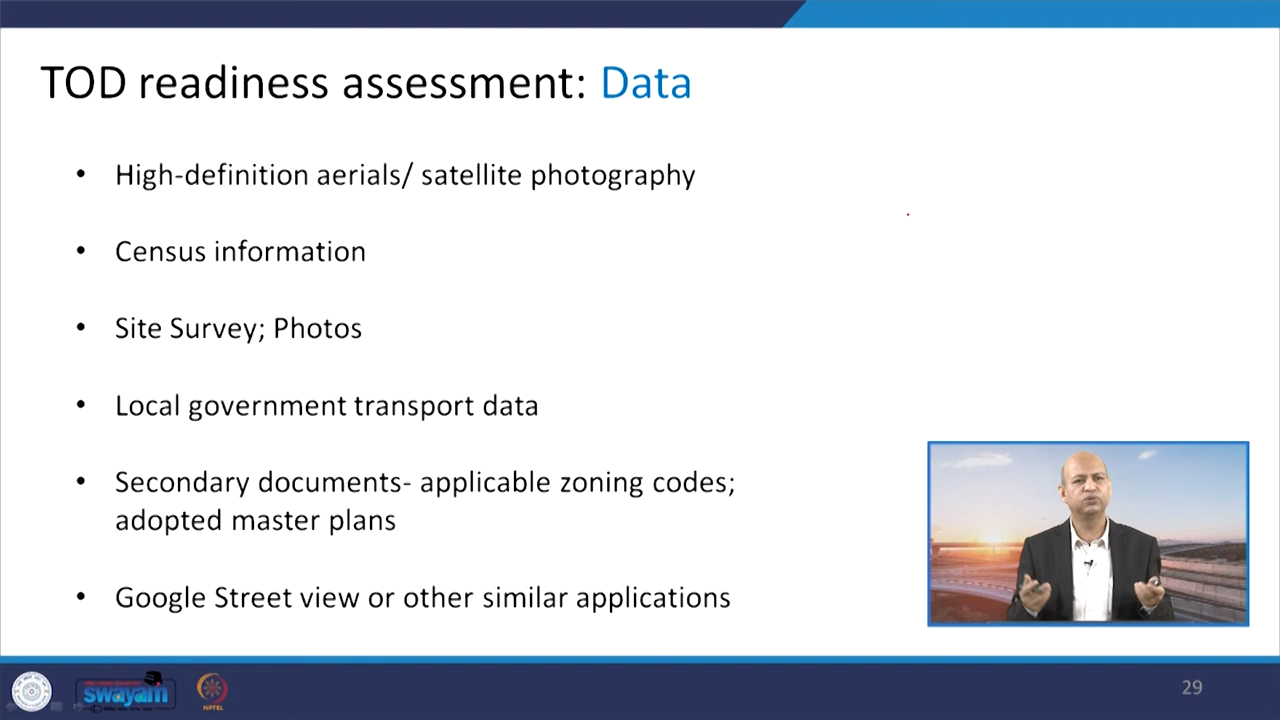 TOD readiness assessment: Data
• High-definition aerials/ satellite photography
• Census information
• Site Survey; Photos
• Local government transport data
• Secondary documents- applicable zoning codes;
adopted master plans
• Google Street view or other similar applications
swayam
NPTEL
29